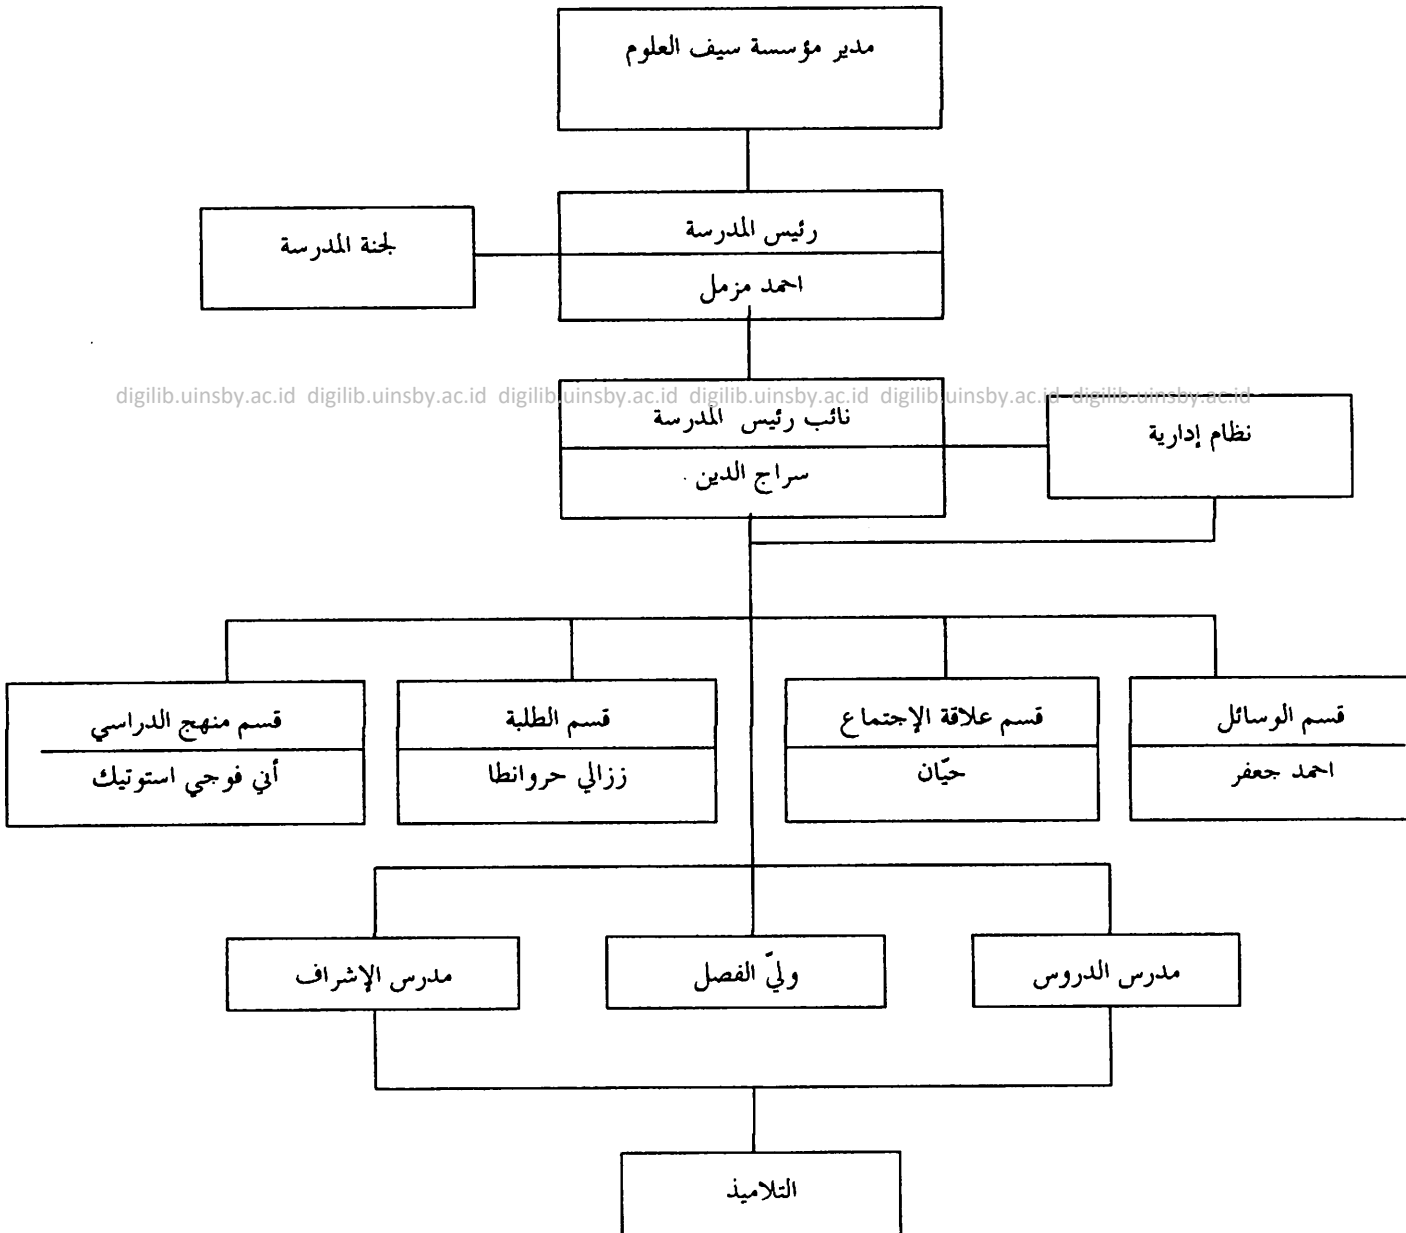 مدير مؤسسة سيف العلوم
رئيس المدرسة
لجنة المدرسة
احمد مزمل
digilib.uinsby.ac.id digilib.uinsby.ac.id digilib.uinsby.ac.id digilib.uinsby.ac.id digilib.uinsby.ac.id digilib.uinsby.ac.id
نائب رئيس المدرسة
نظام إدارية
سراج الدين
قسم الوسائل
احمد جعفر
قسم علاقة الإجتماع
حيّان
قسم الطلبة
ززالي حروانطا
قسم منهج الدراسي
أني فوجي استوتيك
مدرس الدروس
وليّ الفصل
مدرس الإشراف
التلاميذ